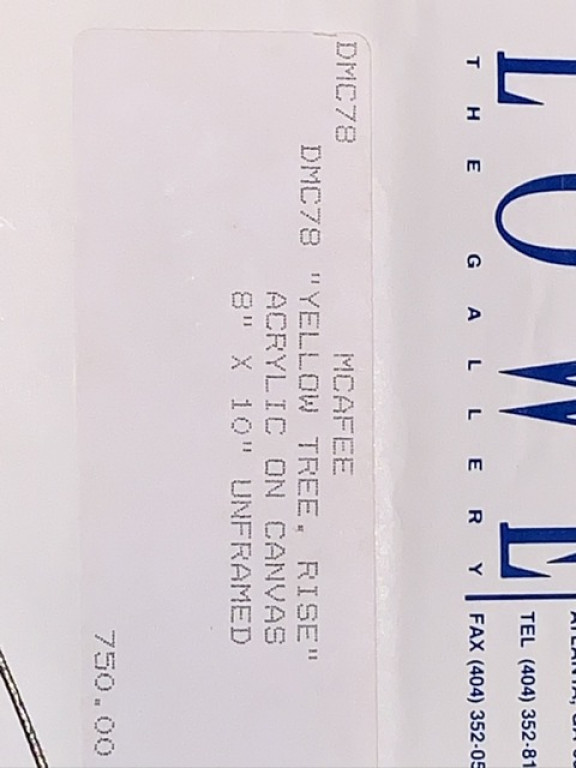 DMC78 MCAFEE
DMC78 "YELLOW TREE, RISE"
ACRYLIC ON CANVAS
8" X 10" UNFRAMED
750.00
LOWE
THE GALLERY
TEL (404) 352-81
FAX (404) 352-05